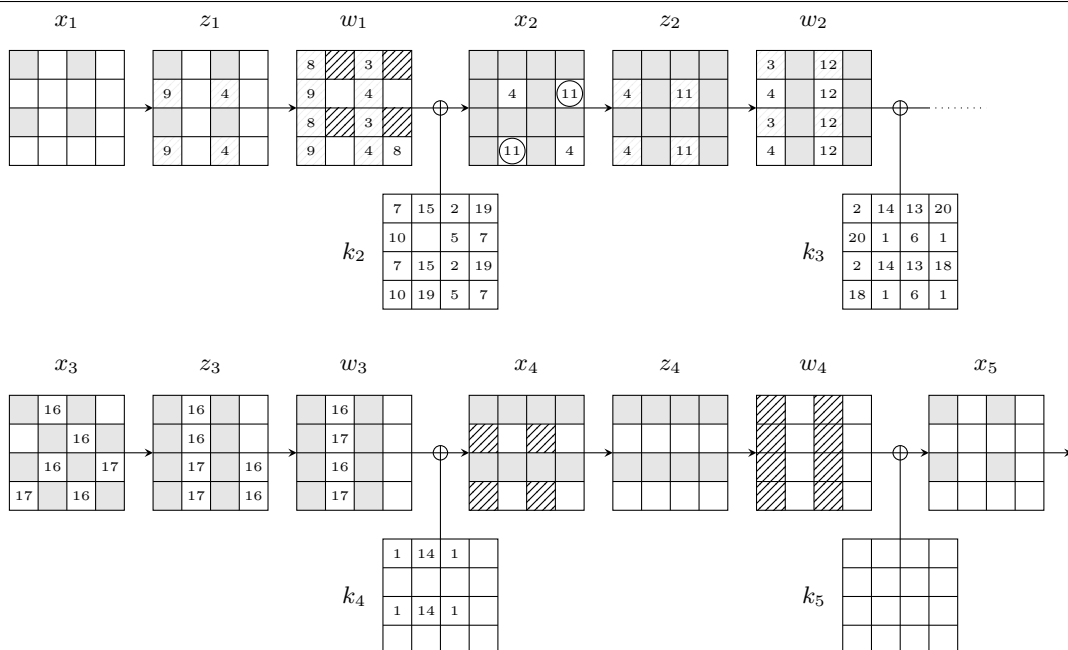 x₁ z₁ w₁ x₂ z₂ w₂
8 3 3 12
9 4 9 4 4 11 4 11 4 12
8 3 3 12
9 4 9 4 8 11 4 4 11 4 12
7 15 2 19 2 14 13 20
10 5 7 20 1 6 1
k₂ k₃
7 15 2 19 2 14 13 18
10 19 5 7 18 1 6 1
x₃ z₃ w₃ x₄ z₄ w₄ x₅
16 16 16
16 16 17
16 17 17 16 16
17 16 17 16 17
1 14 1
k₄ k₅
1 14 1